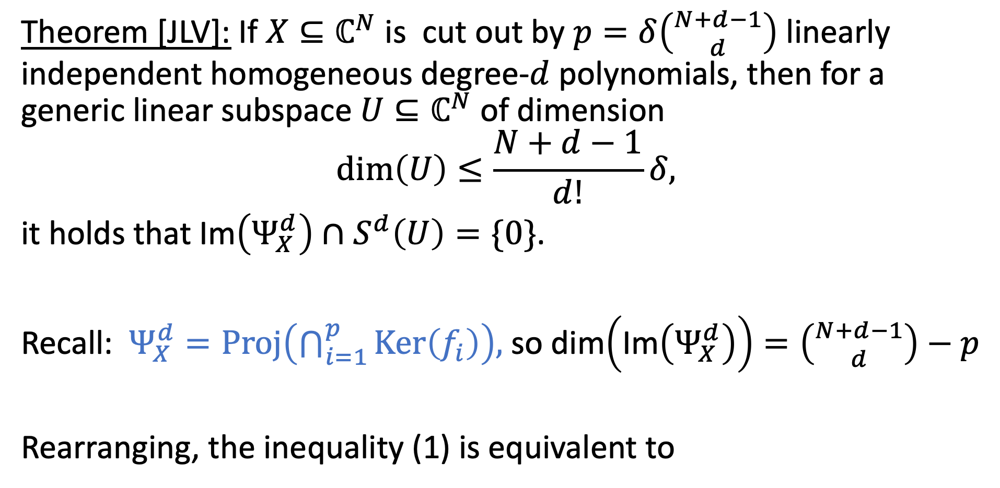 Theorem [JLV]: If 𝑋 ⊆ ℂ^𝑁 is cut out by 𝑝 = 𝛿(𝑁+𝑑−1 𝑑) linearly
independent homogeneous degree-𝑑 polynomials, then for a
generic linear subspace 𝑈 ⊆ ℂ^𝑁 of dimension
dim(𝑈) ≤ (𝑁 + 𝑑 − 1)/𝑑! 𝛿,
it holds that Im(Ψ_𝑋^𝑑) ∩ 𝑆^𝑑(𝑈) = {0}.
Recall: Ψ_𝑋^𝑑 = Proj(∩_{𝑖=1}^𝑝 Ker(𝑓_𝑖)), so dim(Im(Ψ_𝑋^𝑑)) = (𝑁+𝑑−1 𝑑) − 𝑝
Rearranging, the inequality (1) is equivalent to